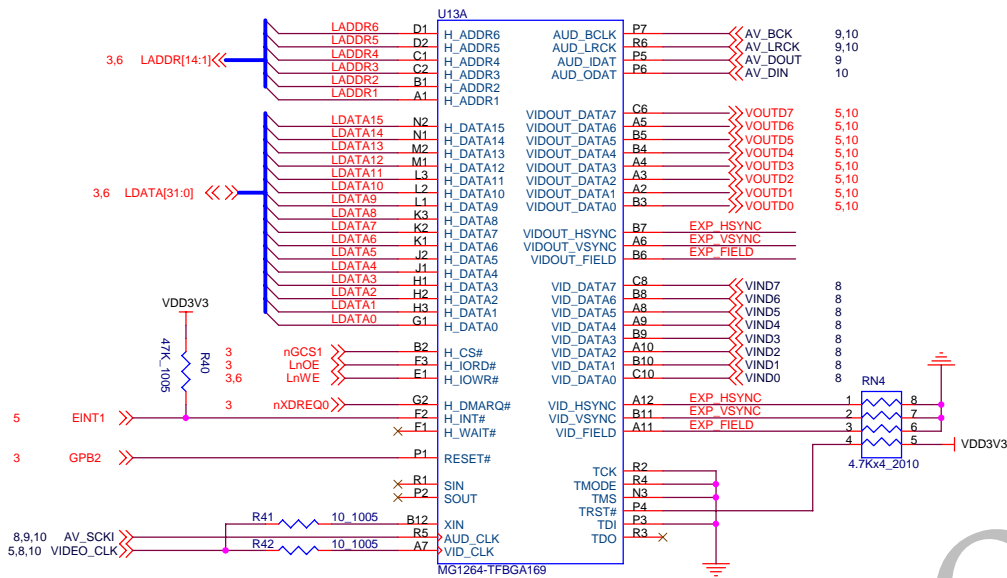 U13A
LADDR6 D1 H_ADDR6 AUD_BCLK P7 AV_BCK 9,10
LADDR5 D2 H_ADDR5 AUD_LRCK R6 AV_LRCK 9,10
3,6 LADDR[14:1] LADDR4 C1 H_ADDR4 AUD_IDAT P5 AV_DOUT 9
LADDR3 C2 H_ADDR3 AUD_ODAT P6 AV_DIN 10
LADDR2 B1 H_ADDR2
LADDR1 A1 H_ADDR1
VIDOUT_DATA7 C6 VOUTD7 5,10
LDATA15 N2 H_DATA15 VIDOUT_DATA6 A5 VOUTD6 5,10
LDATA14 N1 H_DATA14 VIDOUT_DATA5 B5 VOUTD5 5,10
LDATA13 M2 H_DATA13 VIDOUT_DATA4 B4 VOUTD4 5,10
LDATA12 M1 H_DATA12 VIDOUT_DATA3 A4 VOUTD3 5,10
LDATA11 L3 H_DATA11 VIDOUT_DATA2 A3 VOUTD2 5,10
3,6 LDATA[31:0] LDATA10 L2 H_DATA10 VIDOUT_DATA1 A2 VOUTD1 5,10
LDATA9 L1 H_DATA9 VIDOUT_DATA0 B3 VOUTD0 5,10
LDATA8 K3 H_DATA8
LDATA7 K2 H_DATA7 VIDOUT_HSYNC B7 EXP_HSYNC
LDATA6 K1 H_DATA6 VIDOUT_VSYNC A6 EXP_VSYNC
LDATA5 J2 H_DATA5 VIDOUT_FIELD B6 EXP_FIELD
LDATA4 J1 H_DATA4
LDATA3 H1 H_DATA3 VID_DATA7 C8 VIND7 8
LDATA2 H2 H_DATA2 VID_DATA6 B8 VIND6 8
LDATA1 H3 H_DATA1 VID_DATA5 A8 VIND5 8
LDATA0 G1 H_DATA0 VID_DATA4 A9 VIND4 8
VID_DATA3 B9 VIND3 8
VDD3V3
R40
47K_1005
3 nGCS1 B2 H_CS# VID_DATA2 A10 VIND2 8
3 LnOE F3 H_IORD# VID_DATA1 B10 VIND1 8
3,6 LnWE E1 H_IOWR# VID_DATA0 C10 VIND0 8
RN4
3 nXDREQ0 G2 H_DMARQ# VID_HSYNC A12 EXP_HSYNC 1 8
5 EINT1 F2 H_INT# VID_VSYNC B11 EXP_VSYNC 2 7
F1 H_WAIT# VID_FIELD A11 EXP_FIELD 3 6
4 5 VDD3V3
4.7Kx4_2010
3 GPB2 P1 RESET#
TCK R2
R1 SIN TMODE R4
P2 SOUT TMS N3
TRST# P4
R41 10_1005 B12 XIN TDI P3
8,9,10 AV_SCKI R5 AUD_CLK TDO R3
5,8,10 VIDEO_CLK R42 10_1005 A7 VID_CLK
MG1264-TFBGA169